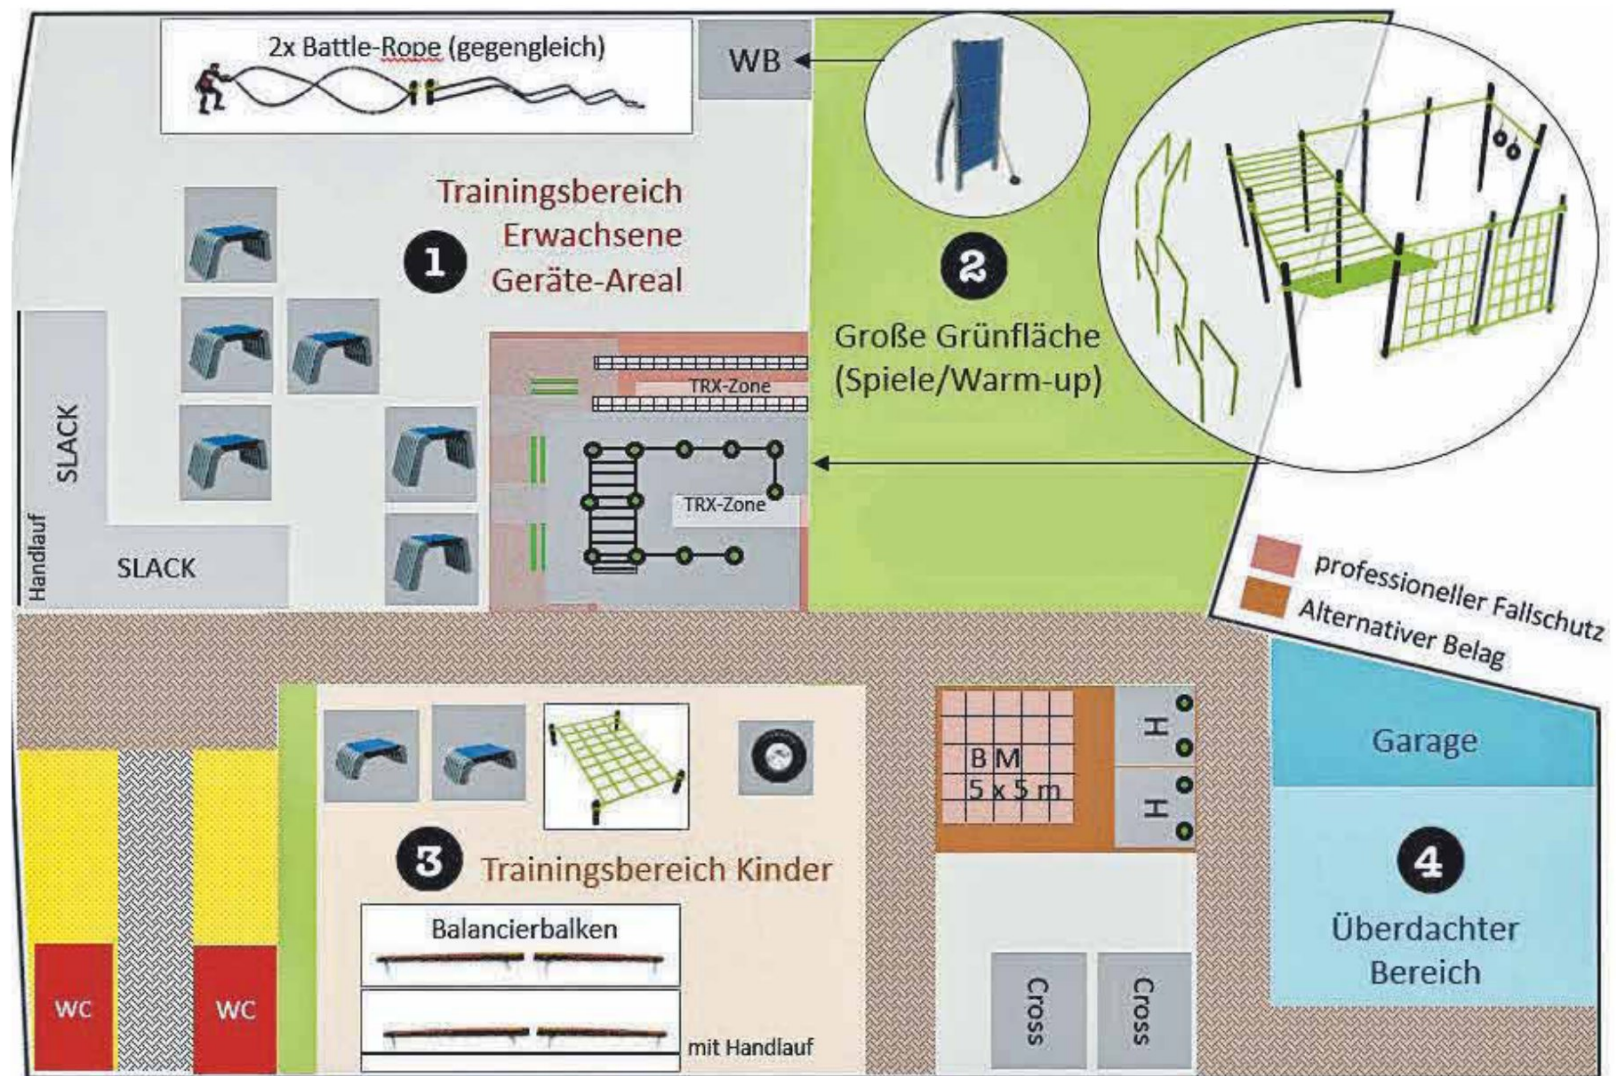 2x Battle-Rope (gegengleich)
WB
Trainingsbereich
Erwachsene
Geräte-Areal
1
2
Große Grünfläche
(Spiele/Warm-up)
TRX-Zone
TRX-Zone
SLACK
Handlauf
SLACK
professioneller Fallschutz
Alternativer Belag
Garage
B M
5 x 5 m
H
H
3
Trainingsbereich Kinder
4
Überdachter
Bereich
Balancierbalken
mit Handlauf
WC
WC
Cross
Cross